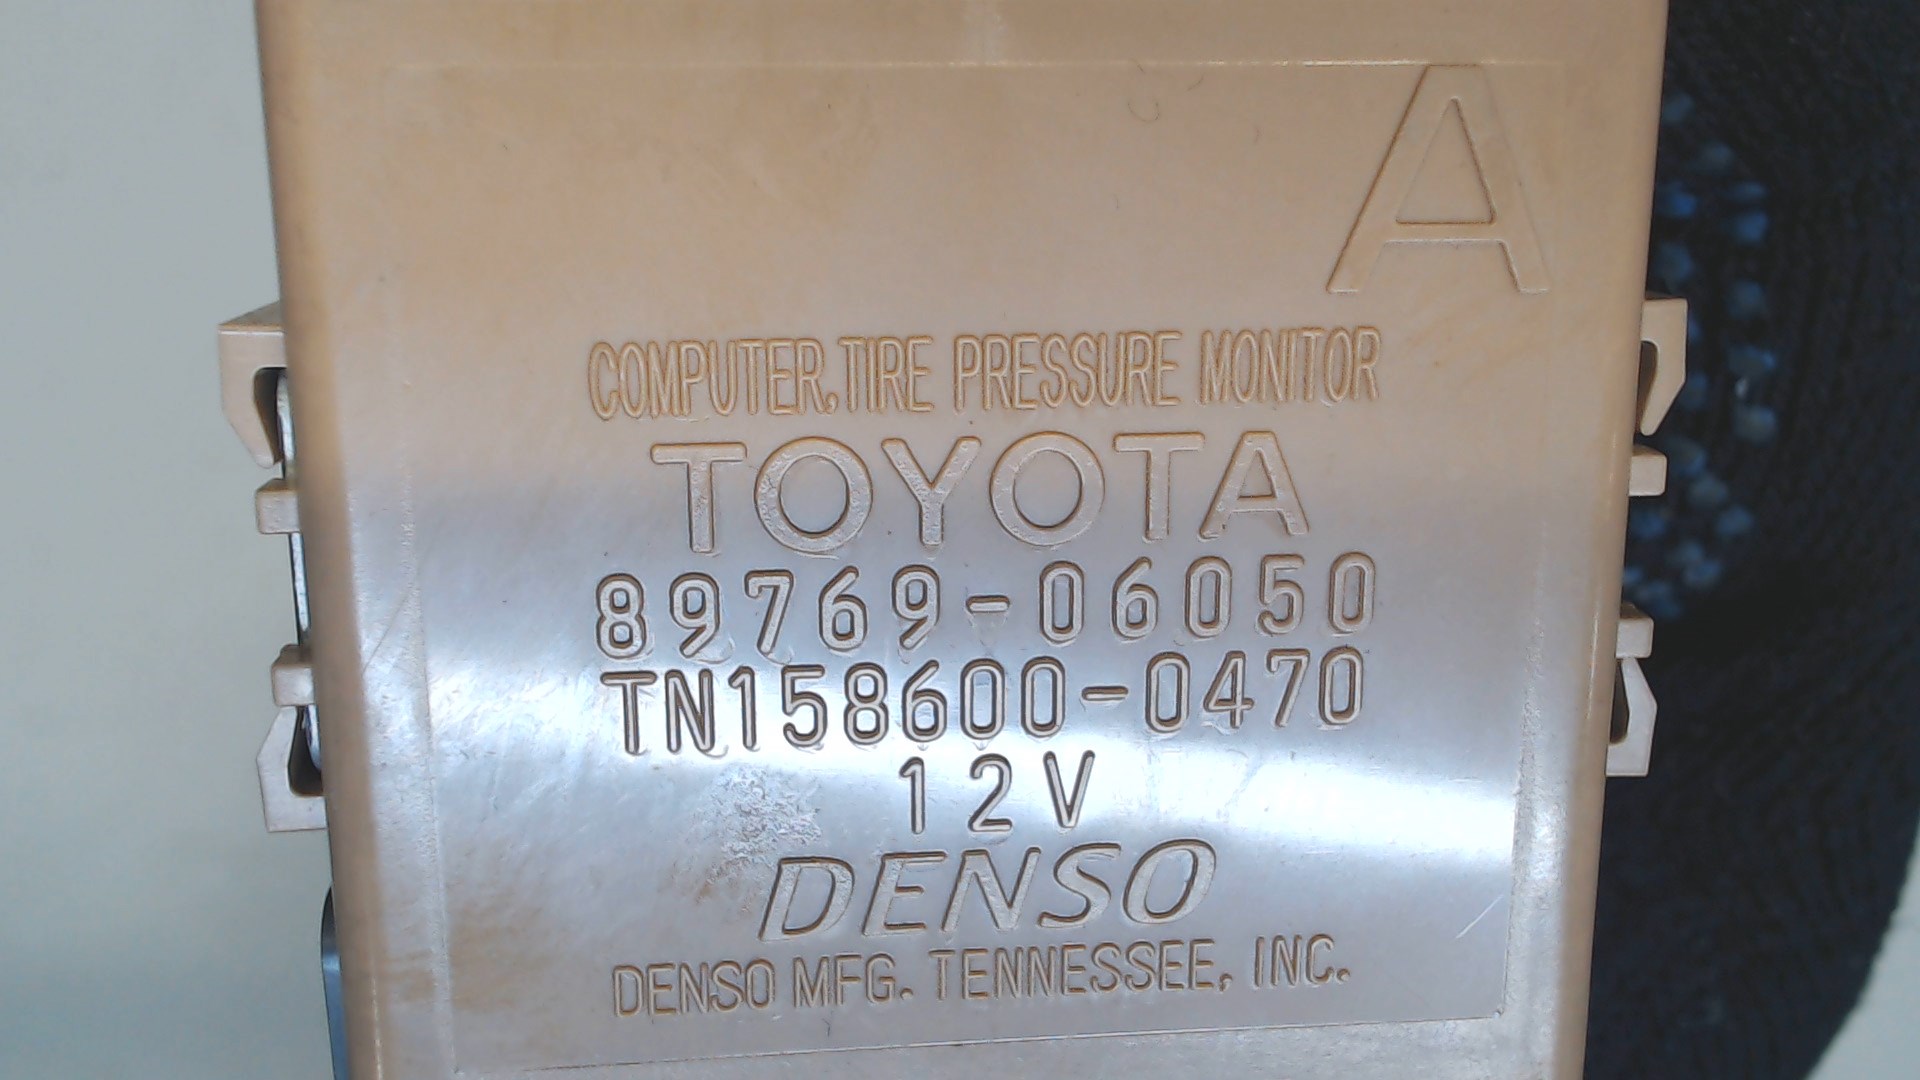 A
COMPUTER,TIRE PRESSURE MONITOR
TOYOTA
89769-06050
TN158600-0470
12V
DENSO
DENSO MFG. TENNESSEE, INC.